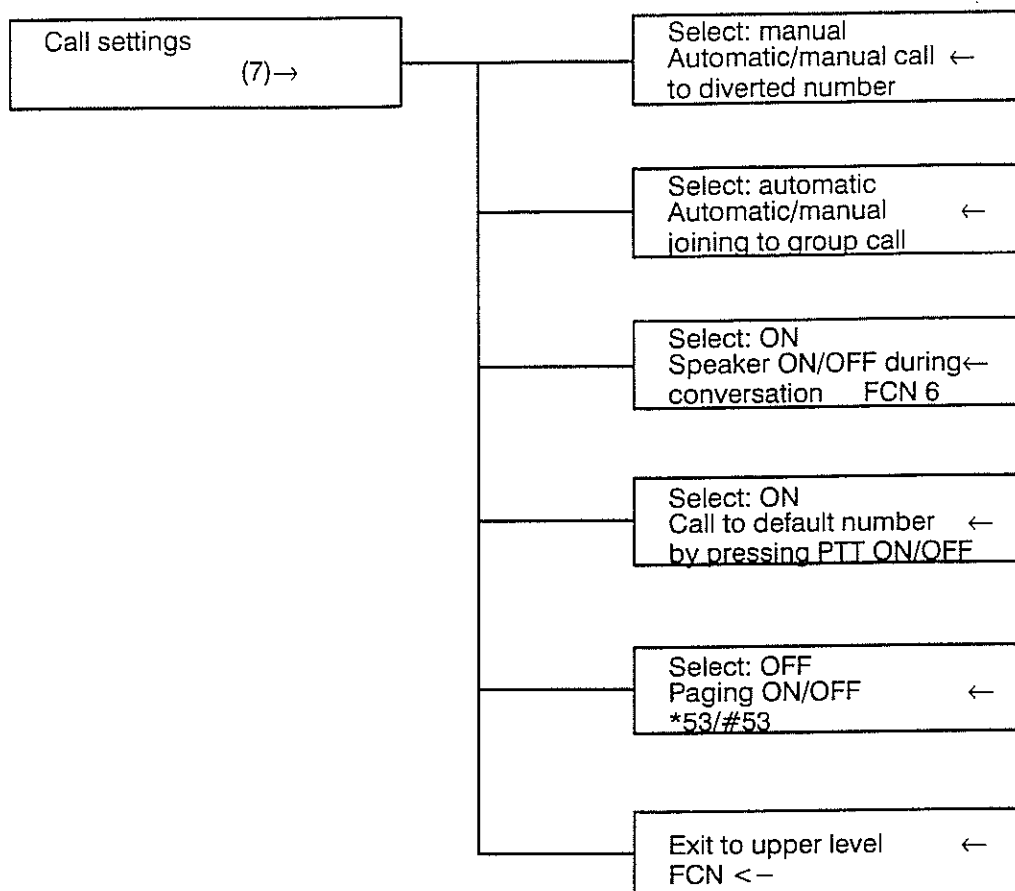 Call settings
(7)→
Select: manual
Automatic/manual call ←
to diverted number
Select: automatic
Automatic/manual ←
joining to group call
Select: ON
Speaker ON/OFF during←
conversation FCN 6
Select: ON
Call to default number ←
by pressing PTT ON/OFF
Select: OFF
Paging ON/OFF ←
*53/#53
Exit to upper level ←
FCN <−